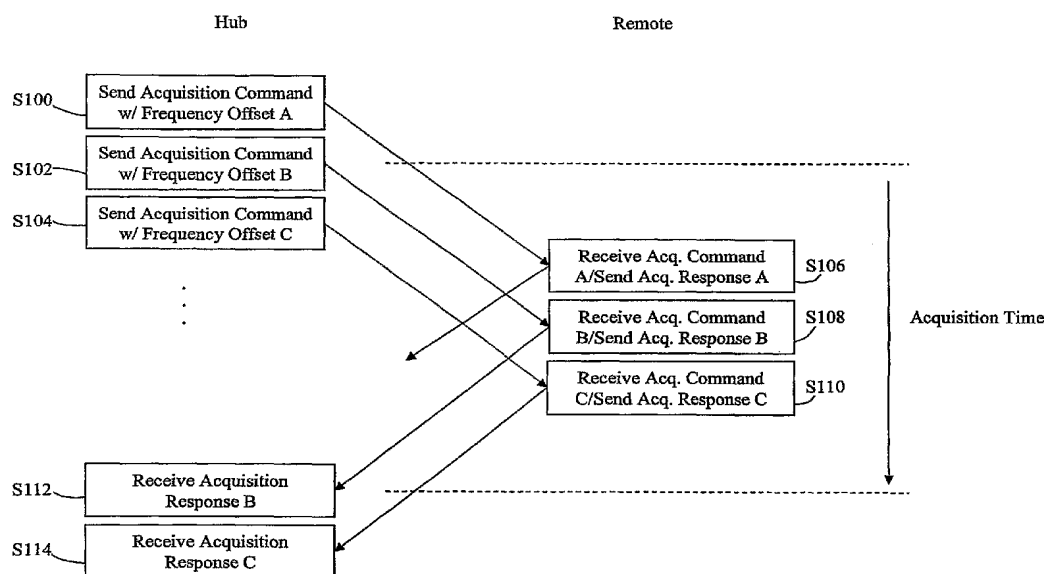 Hub
Remote
S100
Send Acquisition Command
w/ Frequency Offset A
S102
Send Acquisition Command
w/ Frequency Offset B
S104
Send Acquisition Command
w/ Frequency Offset C
Receive Acq. Command
A/Send Acq. Response A
S106
Receive Acq. Command
B/Send Acq. Response B
S108
Receive Acq. Command
C/Send Acq. Response C
S110
Acquisition Time
S112
Receive Acquisition
Response B
S114
Receive Acquisition
Response C